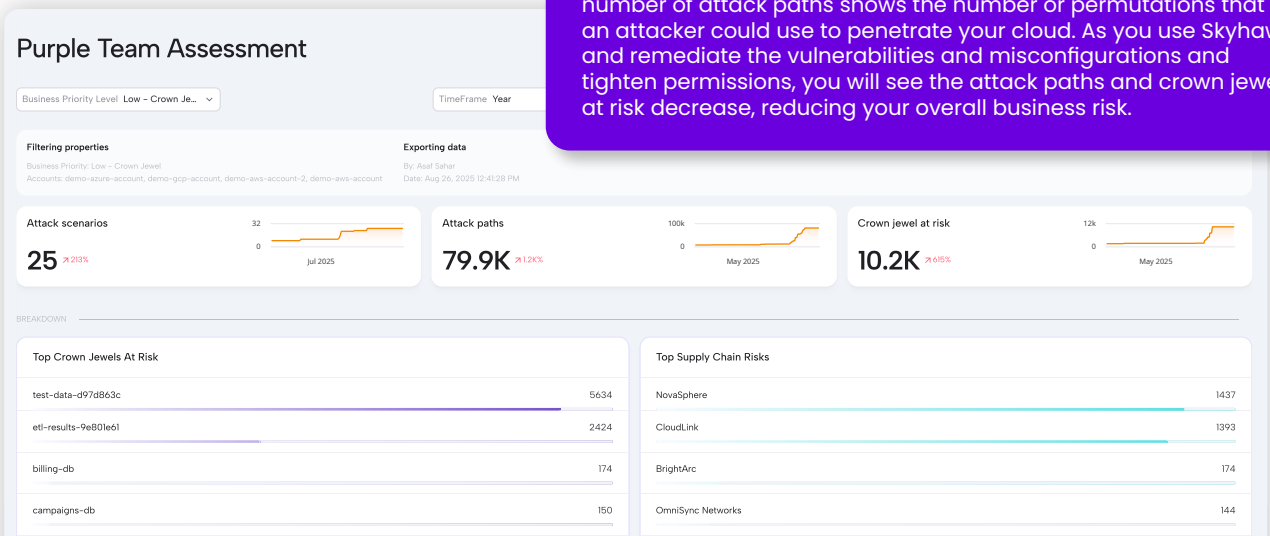 number of attack paths shows the number or permutations that
an attacker could use to penetrate your cloud. As you use
and remediate the vulnerabilities and misconfigurations and
tighten permissions, you will see the attack paths and crown
at risk decrease, reducing your overall business risk.
Purple Team Assessment
Business Priority Level Low - Crown Je...
TimeFrame Year
Filtering properties
Business Priority: Low - Crown Jewel
Accounts: demo-azure-account, demo-gcp-account, demo-aws-account-2, demo-aws-account
Exporting data
By: Asaf Sahar
Date: Aug 26, 2025 12:41:28 PM
Attack scenarios
25 213%
32
0
Jul 2025
Attack paths
79.9K 1.2K%
100k
0
May 2025
Crown jewel at risk
10.2K 615%
12k
0
May 2025
BREAKDOWN
Top Crown Jewels At Risk
test-data-d97d863c 5634
etl-results-9e801e61 2424
billing-db 174
campaigns-db 150
Top Supply Chain Risks
NovaSphere 1437
CloudLink 1393
BrightArc 174
OmniSync Networks 144